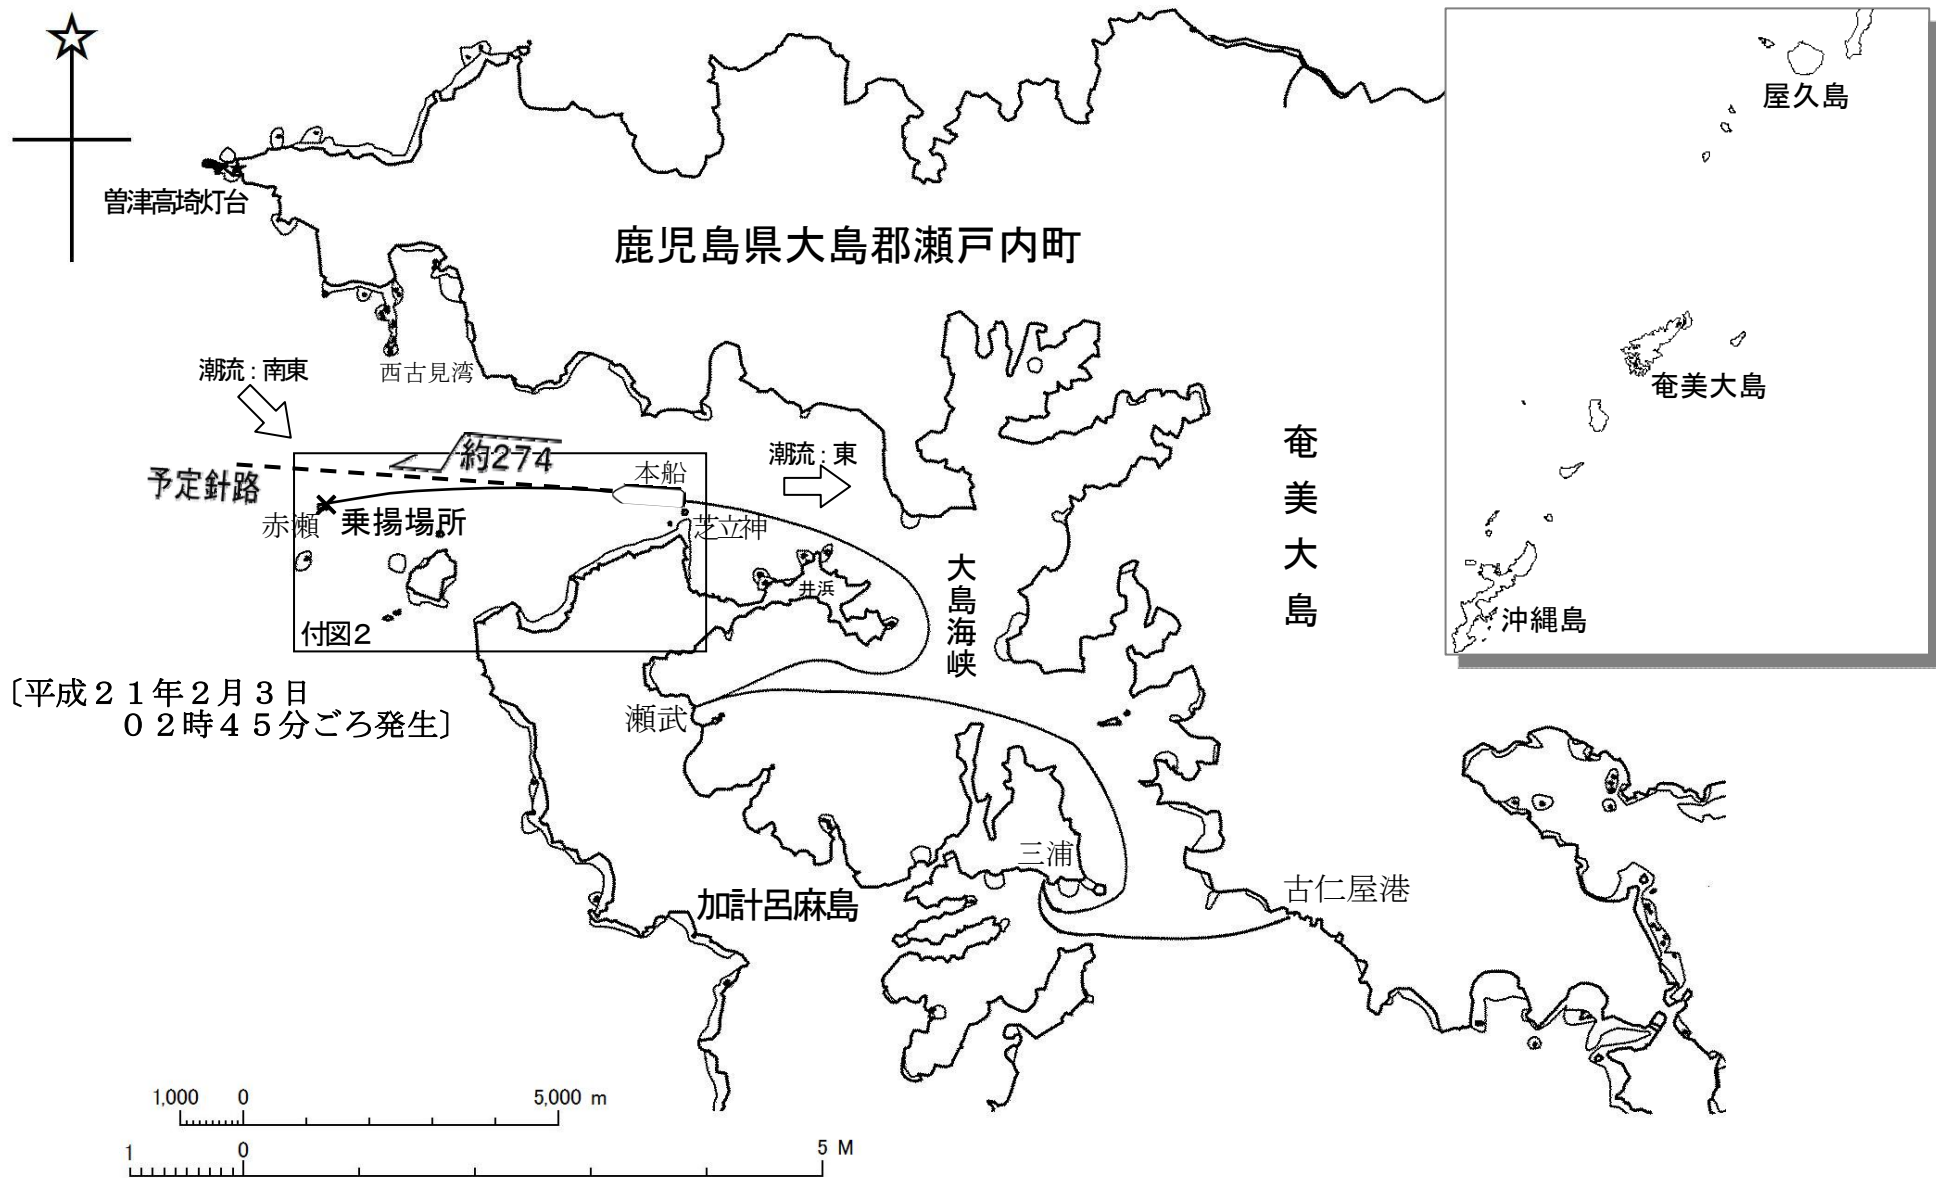 屋久島
曽津高埼灯台
鹿児島県大島郡瀬戸内町
潮流：南東
西古見湾
奄美大島
約274
潮流：東
奄美大島
予定針路
本船
赤瀬
乗揚場所
芝立神
大島海峡
井浜
沖縄島
付図２
〔平成２１年２月３日
０２時４５分ごろ発生〕
瀬武
三浦
古仁屋港
加計呂麻島
1,000 0 5,000 m
1 0 5 M